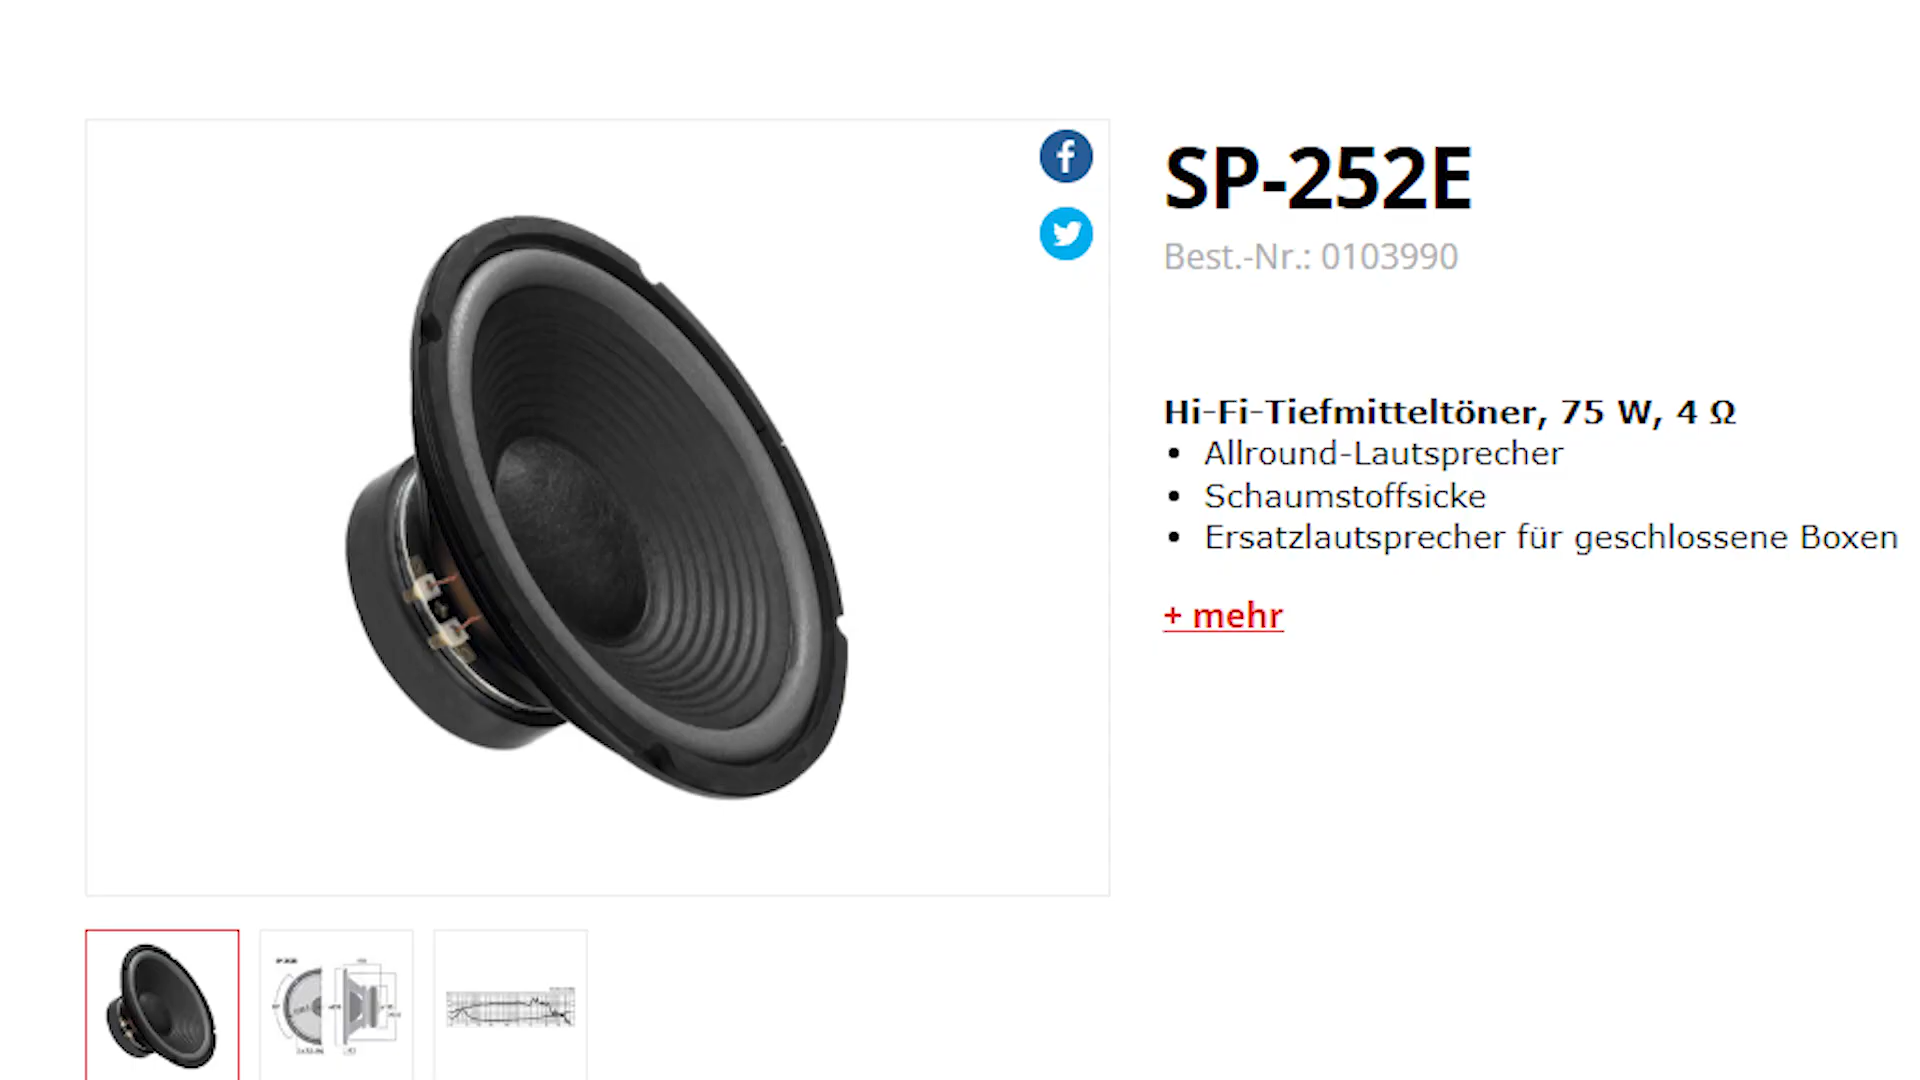 SP-252E
Best.-Nr.: 0103990
Hi-Fi-Tiefmitteltöner, 75 W, 4 Ω
• Allround-Lautsprecher
• Schaumstoffsicke
• Ersatzlautsprecher für geschlossene Boxen
+ mehr